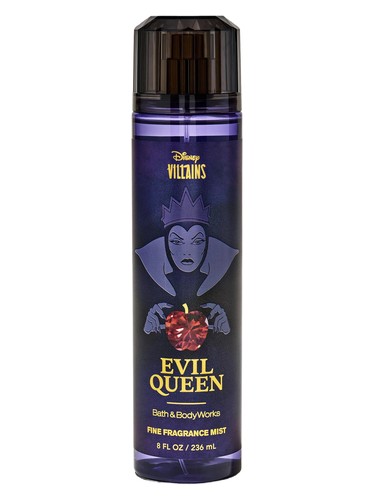 Disney
VILLAINS
EVIL
QUEEN
Bath & BodyWorks
FINE FRAGRANCE MIST
8 FL OZ / 236 mL